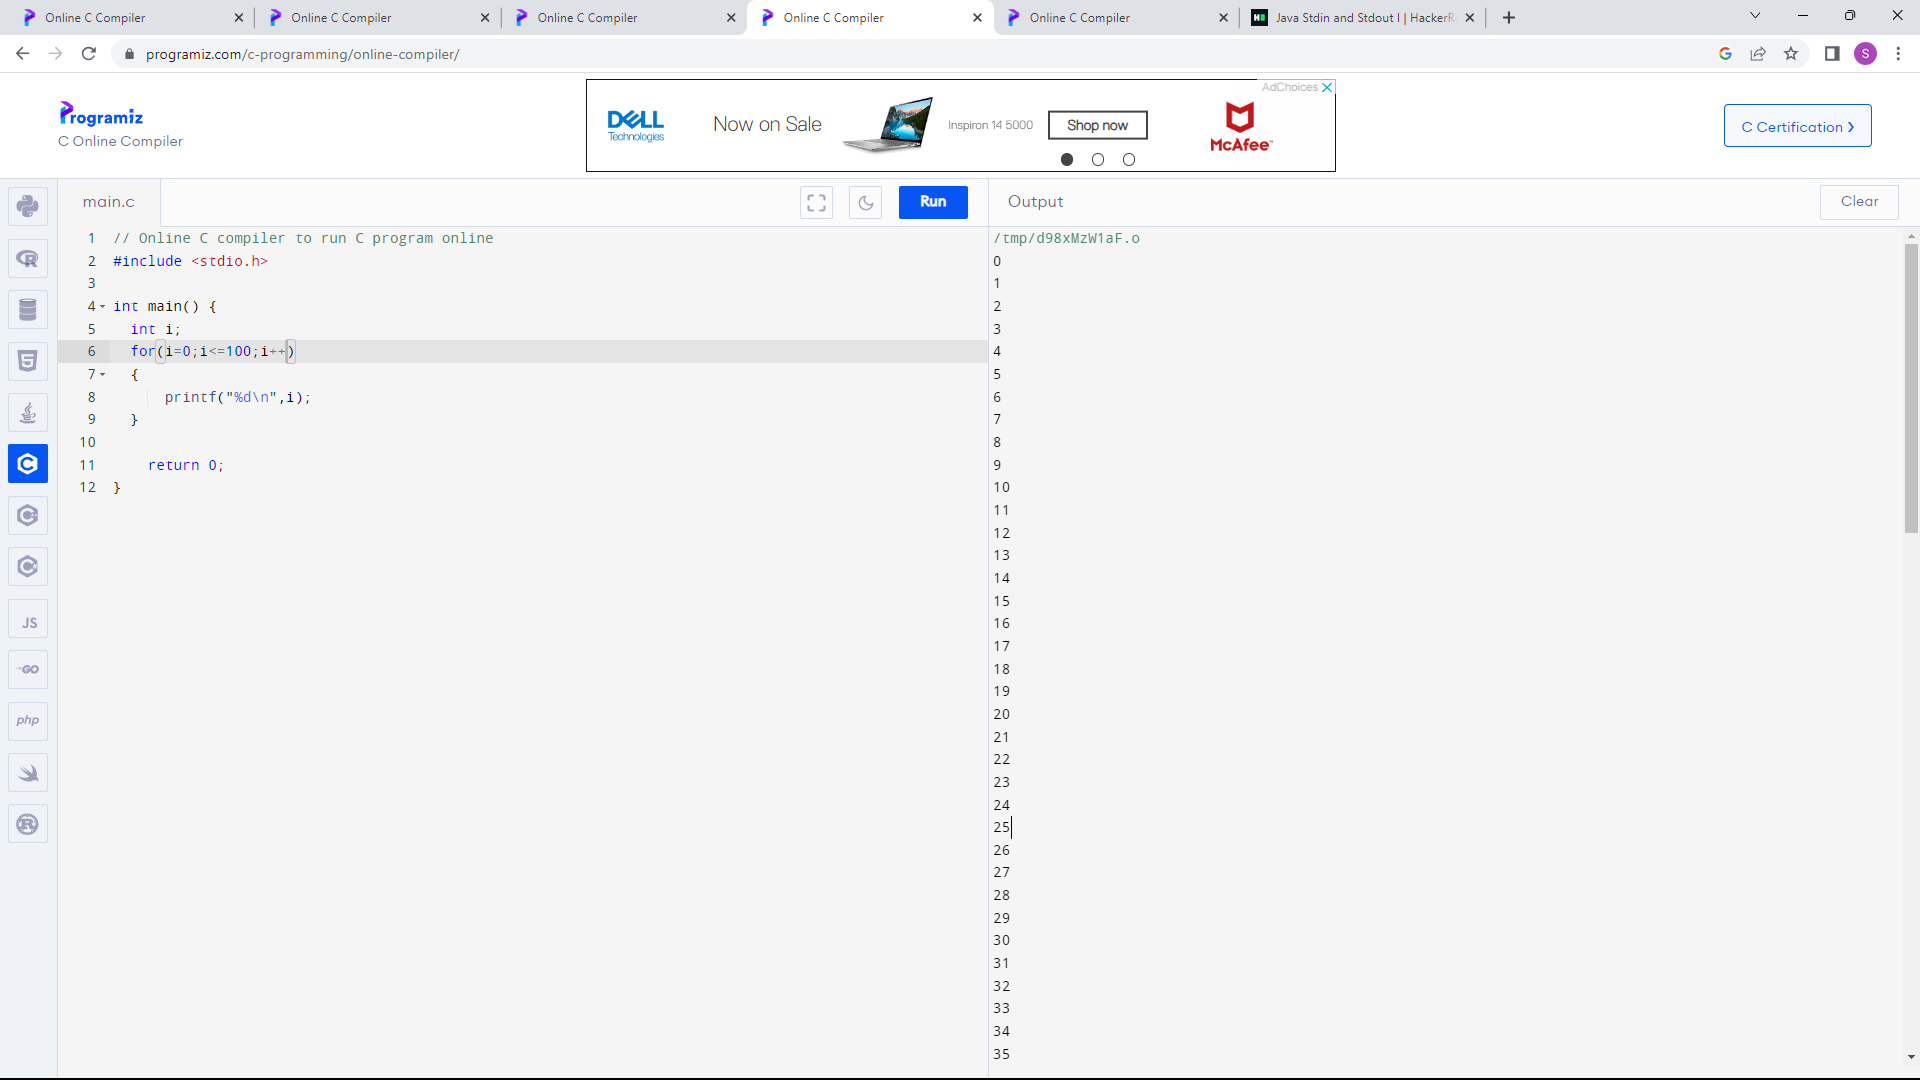 Online C Compiler
Online C Compiler
Online C Compiler
Online C Compiler
Online C Compiler
Java Stdin and Stdout I | HackerR
programiz.com/c-programming/online-compiler/
S
Programiz
C Online Compiler
AdChoices
DELL
Technologies
Now on Sale
Inspiron 14 5000
Shop now
McAfee™
C Certification >
main.c
Run
Output
Clear
1 // Online C compiler to run C program online
2 #include <stdio.h>
3
4 int main() {
5 int i;
6 for(i=0;i<=100;i++)
7 {
8 printf("%d\n",i);
9 }
10
11 return 0;
12 }
JS
GO
php
/tmp/d98xMzW1aF.o
0
1
2
3
4
5
6
7
8
9
10
11
12
13
14
15
16
17
18
19
20
21
22
23
24
25
26
27
28
29
30
31
32
33
34
35